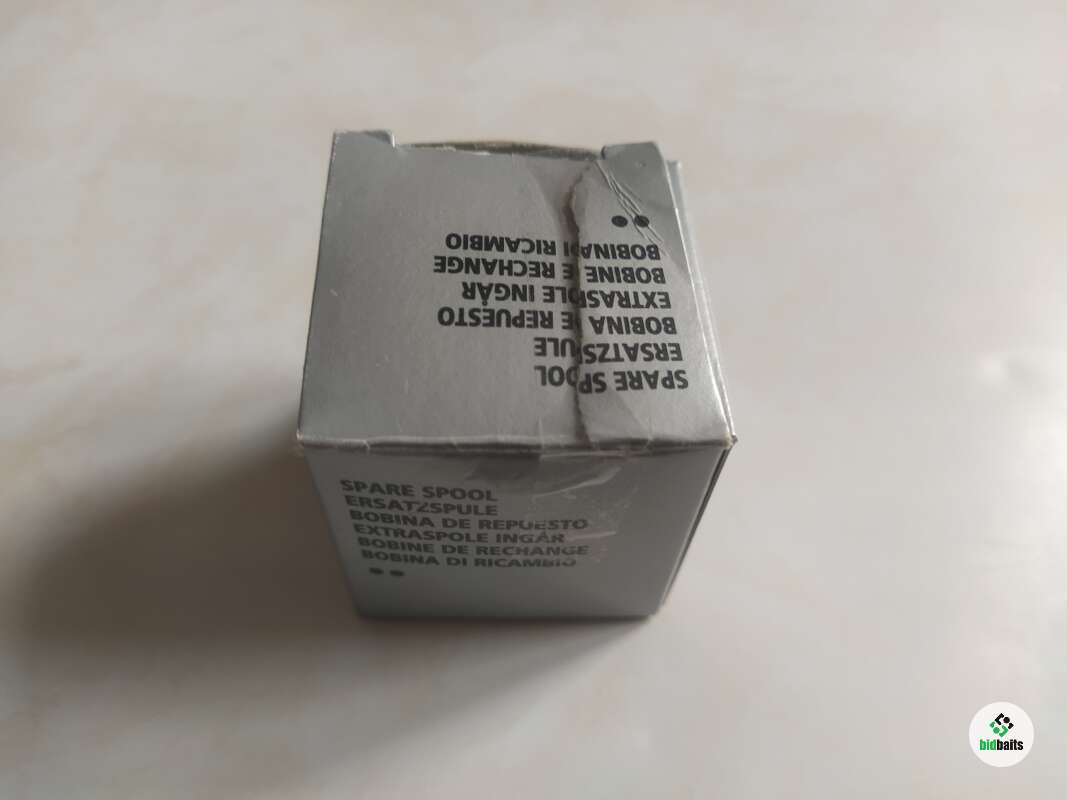 SPARE SPOOL
ERSATZSPULE
BOBINA DE REPUESTO
EXTRASPOLE INGÅR
BOBINE DE RECHANGE
BOBINA DI RICAMBIO
SPARE SPOOL
ERSATZSPULE
BOBINA DE REPUESTO
EXTRASPOLE INGÅR
BOBINE DE RECHANGE
BOBINA DI RICAMBIO
bidbaits